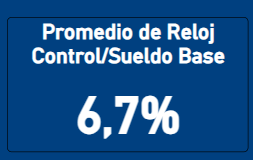 Promedio de Reloj
Control/Sueldo Base
6,7%